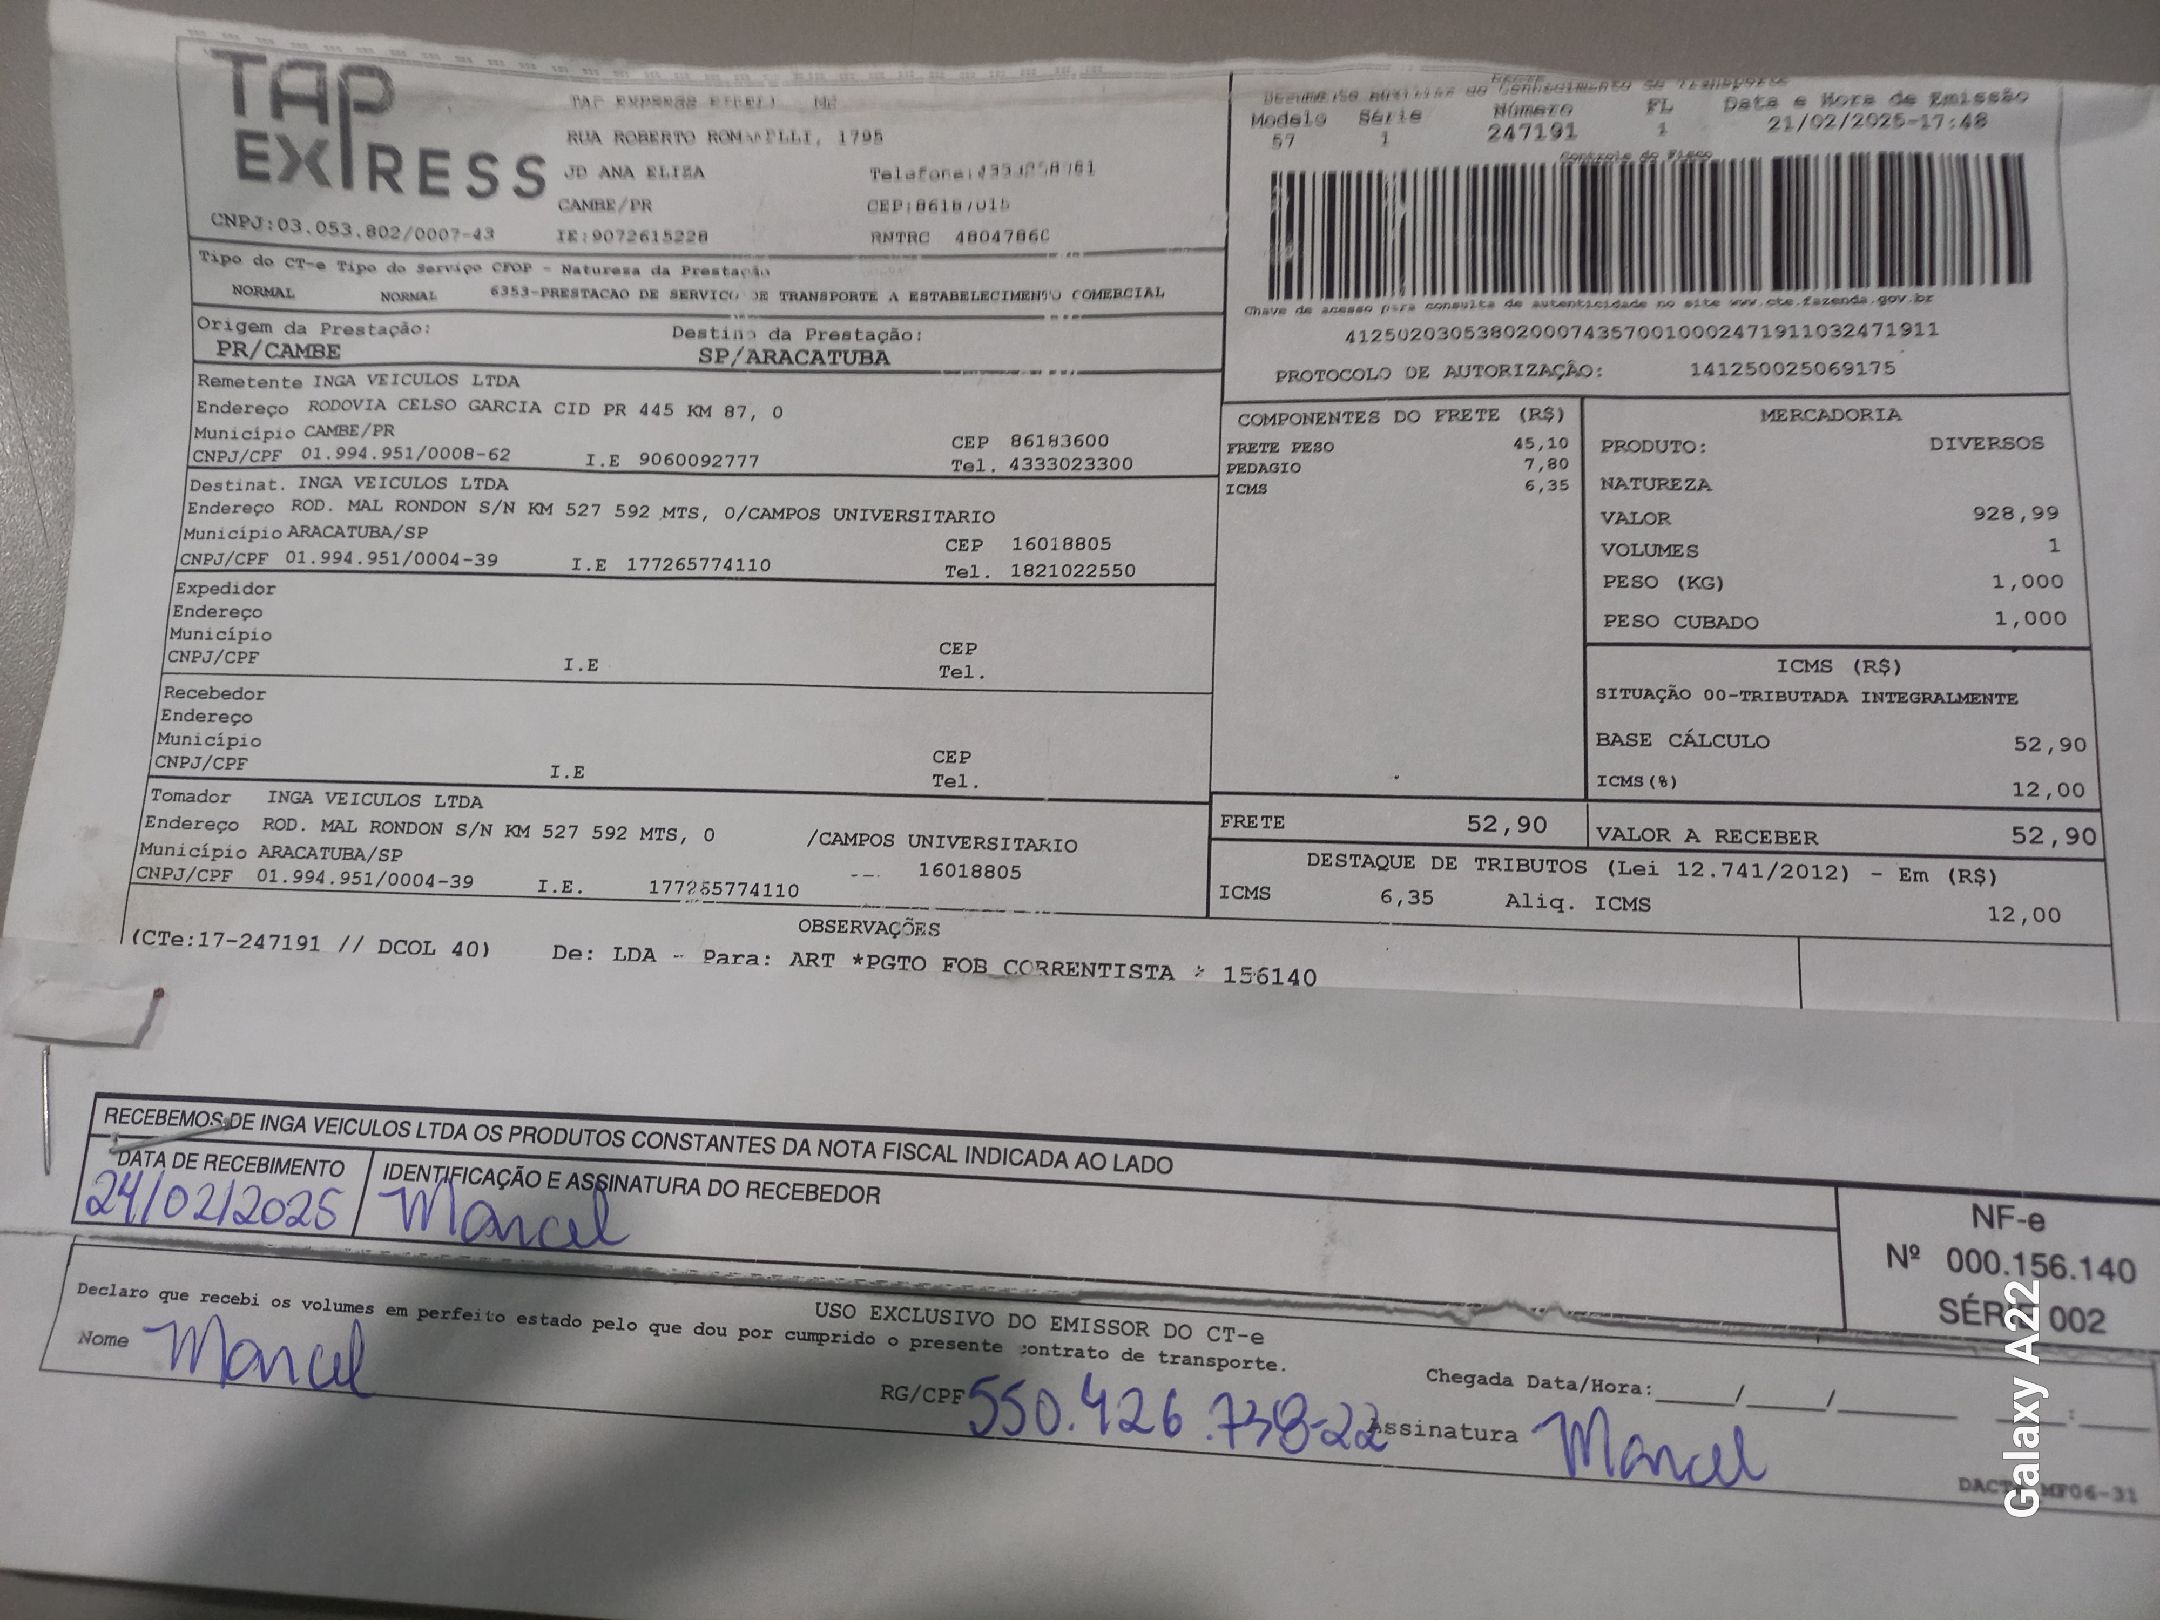 TAP
EXPRESS
RUA ROBERTO ROMANELLI, 1795
JD ANA ELIZA
Telefone:
CAMBE/PR
CEP:86187015
CNPJ:03.053.802/0007-43
IE:9072615228
RNTRC 48047860
Documento Auxiliar do Conhecimento de Transporte
Modelo Série Número FL Data e Hora de Emissão
57 1 247191 1 21/02/2025-17:48
Controle do Fisco
Chave de acesso para consulta de autenticidade no site www.cte.fazenda.gov.br
41250203053802000743570010002471911032471911
PROTOCOLO DE AUTORIZAÇÃO: 141250025069175
Tipo do CT-e Tipo do Serviço CFOP - Natureza da Prestação
NORMAL NORMAL 6353-PRESTACAO DE SERVICO DE TRANSPORTE A ESTABELECIMENTO COMERCIAL
Origem da Prestação: Destino da Prestação:
PR/CAMBE SP/ARACATUBA
Remetente INGA VEICULOS LTDA
Endereço RODOVIA CELSO GARCIA CID PR 445 KM 87, 0
Município CAMBE/PR CEP 86183600
CNPJ/CPF 01.994.951/0008-62 I.E 9060092777 Tel. 4333023300
Destinat. INGA VEICULOS LTDA
Endereço ROD. MAL RONDON S/N KM 527 592 MTS, 0/CAMPOS UNIVERSITARIO
Município ARACATUBA/SP CEP 16018805
CNPJ/CPF 01.994.951/0004-39 I.E 177265774110 Tel. 1821022550
Expedidor
Endereço
Município CEP
CNPJ/CPF I.E Tel.
Recebedor
Endereço
Município CEP
CNPJ/CPF I.E Tel.
Tomador INGA VEICULOS LTDA
Endereço ROD. MAL RONDON S/N KM 527 592 MTS, 0 /CAMPOS UNIVERSITARIO
Município ARACATUBA/SP 16018805
CNPJ/CPF 01.994.951/0004-39 I.E. 177265774110
COMPONENTES DO FRETE (R$)
FRETE PESO 45,10
PEDAGIO 7,80
ICMS 6,35
MERCADORIA
PRODUTO: DIVERSOS
NATUREZA
VALOR 928,99
VOLUMES 1
PESO (KG) 1,000
PESO CUBADO 1,000
ICMS (R$)
SITUAÇÃO 00-TRIBUTADA INTEGRALMENTE
BASE CÁLCULO 52,90
ICMS(%) 12,00
FRETE 52,90 VALOR A RECEBER 52,90
DESTAQUE DE TRIBUTOS (Lei 12.741/2012) - Em (R$)
ICMS 6,35 Aliq. ICMS 12,00
OBSERVAÇÕES
(CTe:17-247191 // DCOL 40) De: LDA - Para: ART *PGTO FOB CORRENTISTA * 156140
RECEBEMOS DE INGA VEICULOS LTDA OS PRODUTOS CONSTANTES DA NOTA FISCAL INDICADA AO LADO
DATA DE RECEBIMENTO IDENTIFICAÇÃO E ASSINATURA DO RECEBEDOR
24/02/2025 Marcel
NF-e
Nº 000.156.140
SÉRIE 002
USO EXCLUSIVO DO EMISSOR DO CT-e
Declaro que recebi os volumes em perfeito estado pelo que dou por cumprido o presente contrato de transporte.
Nome Marcel
RG/CPF 550.426.738-22
Chegada Data/Hora:____/____/______ ____:____
Assinatura Marcel
Galaxy A22